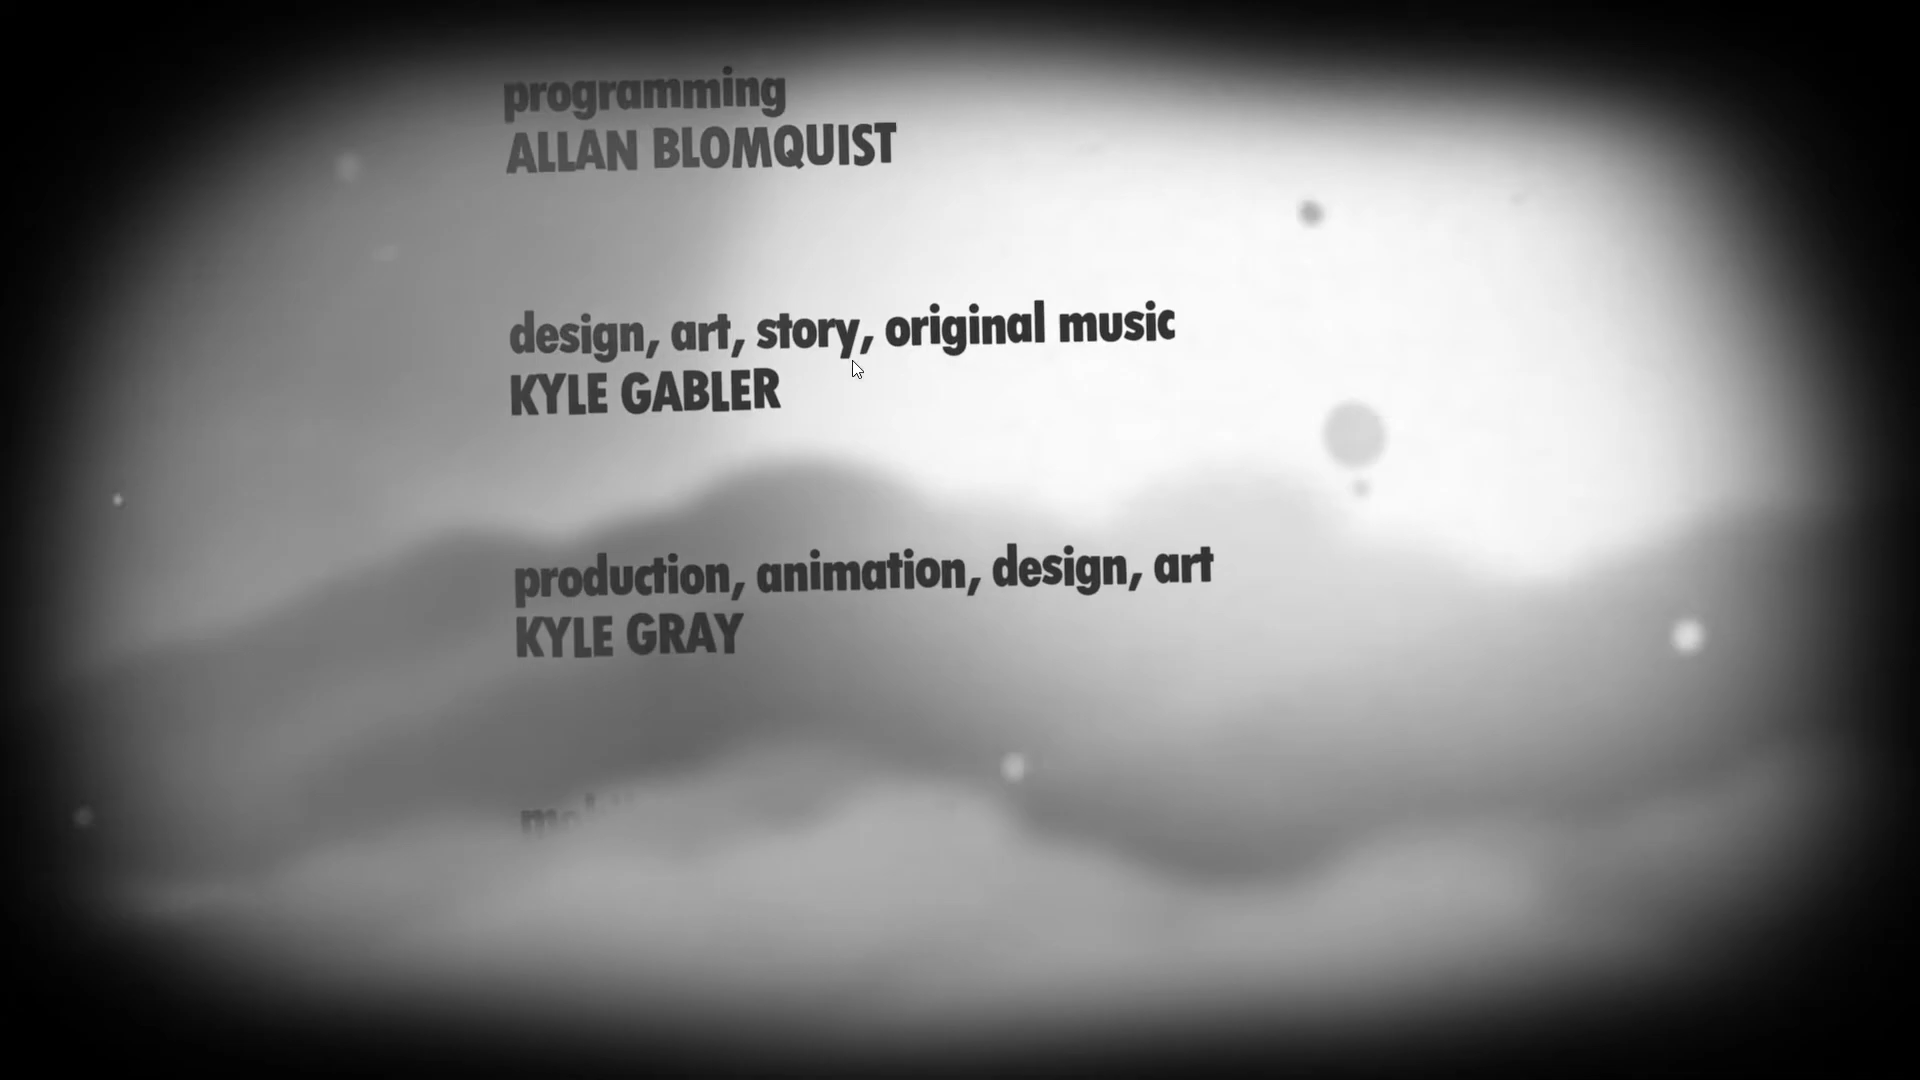 programming
ALLAN BLOMQUIST
design, art, story, original music
KYLE GABLER
production, animation, design, art
KYLE GRAY